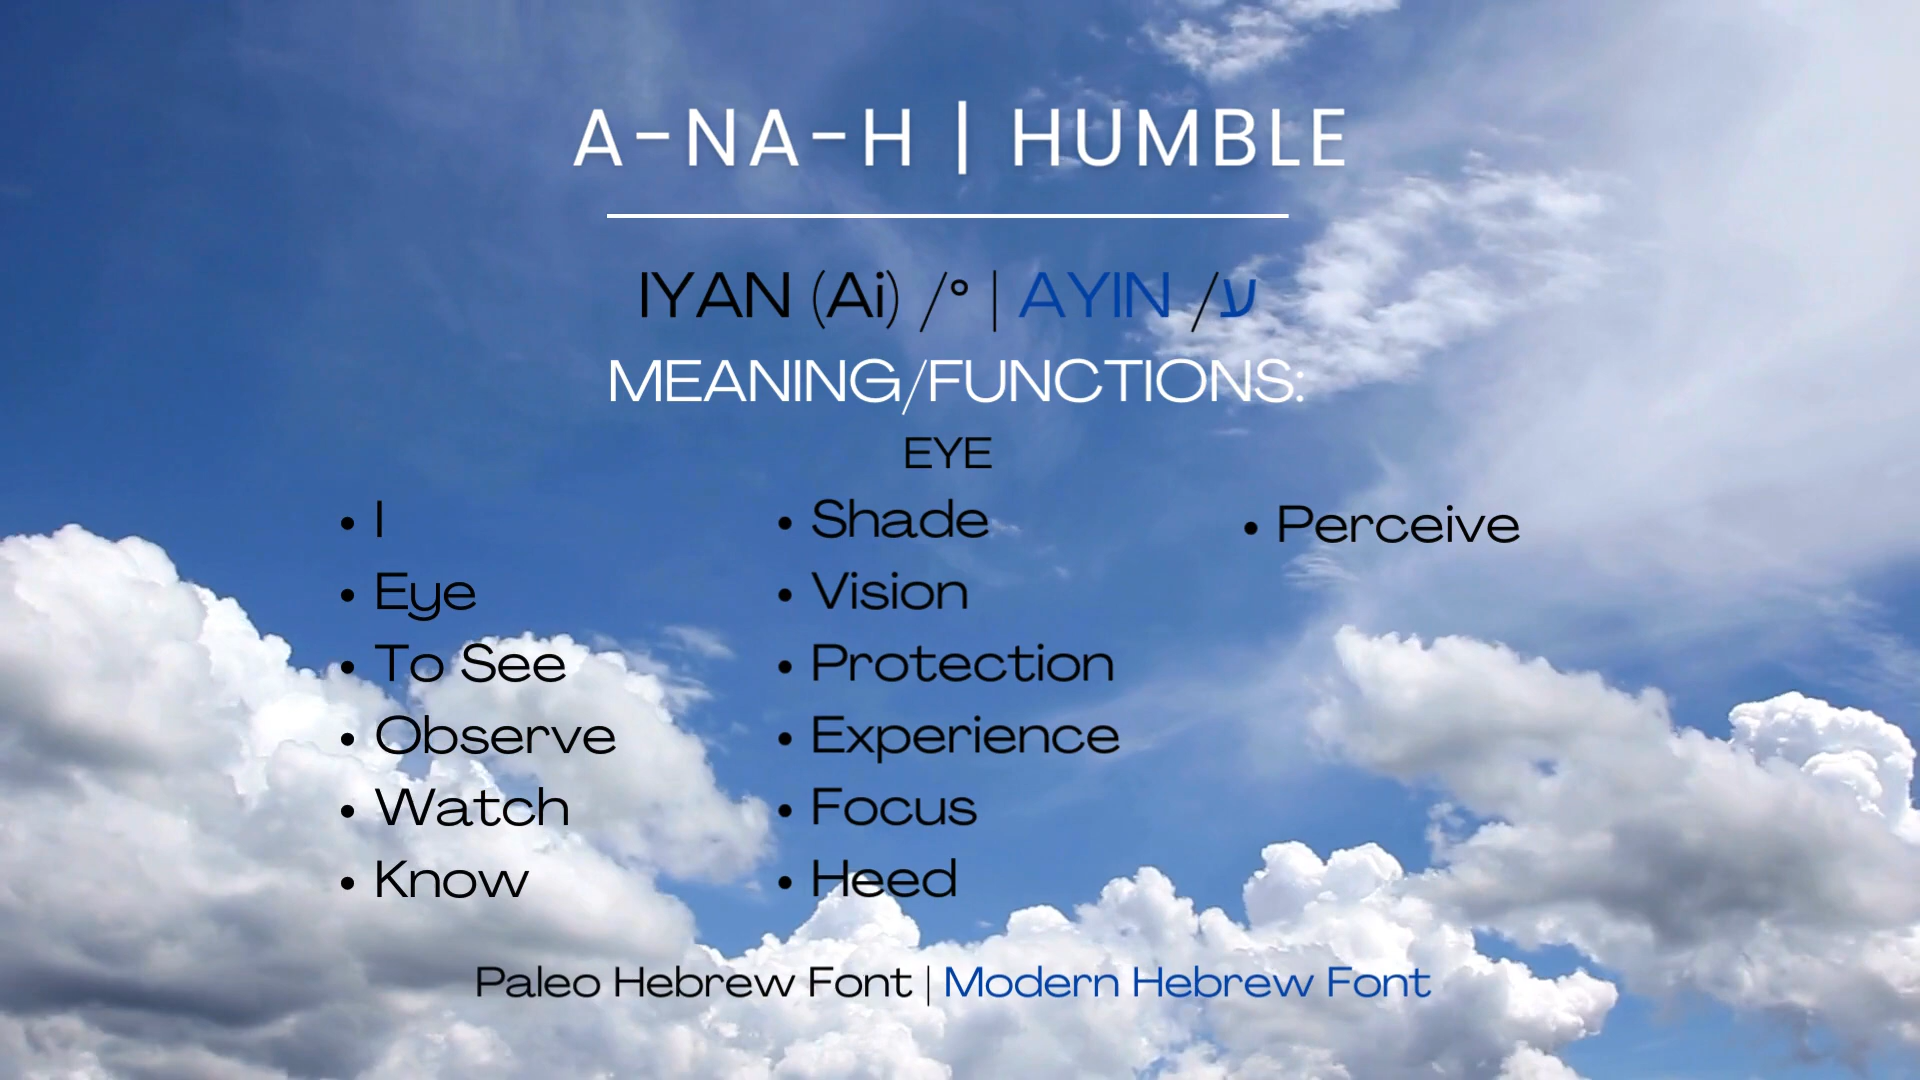 A-NA-H | HUMBLE
IYAN (Ai) /° | AYIN /ע
MEANING/FUNCTIONS:
EYE
• I
• Eye
• To See
• Observe
• Watch
• Know
• Shade
• Vision
• Protection
• Experience
• Focus
• Heed
• Perceive
Paleo Hebrew Font | Modern Hebrew Font